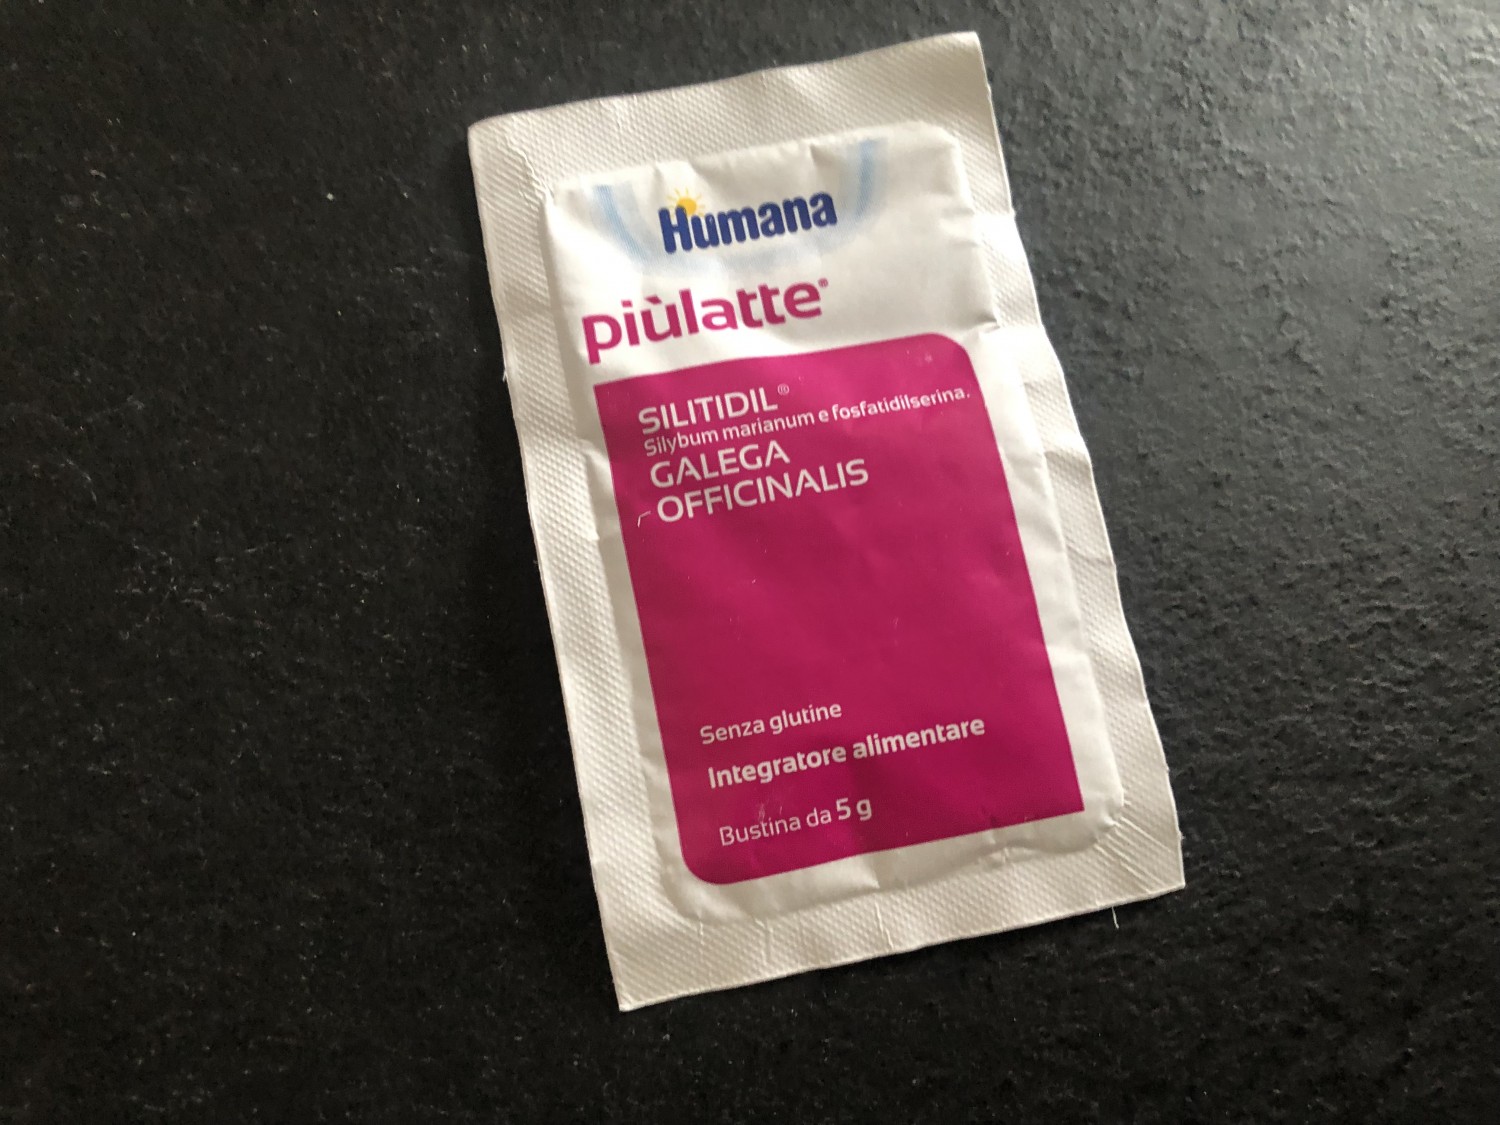 Humana
piùlatte®
SILITIDIL®
Silybum marianum e fosfatidilserina.
GALEGA
OFFICINALIS
Senza glutine
Integratore alimentare
Bustina da 5 g